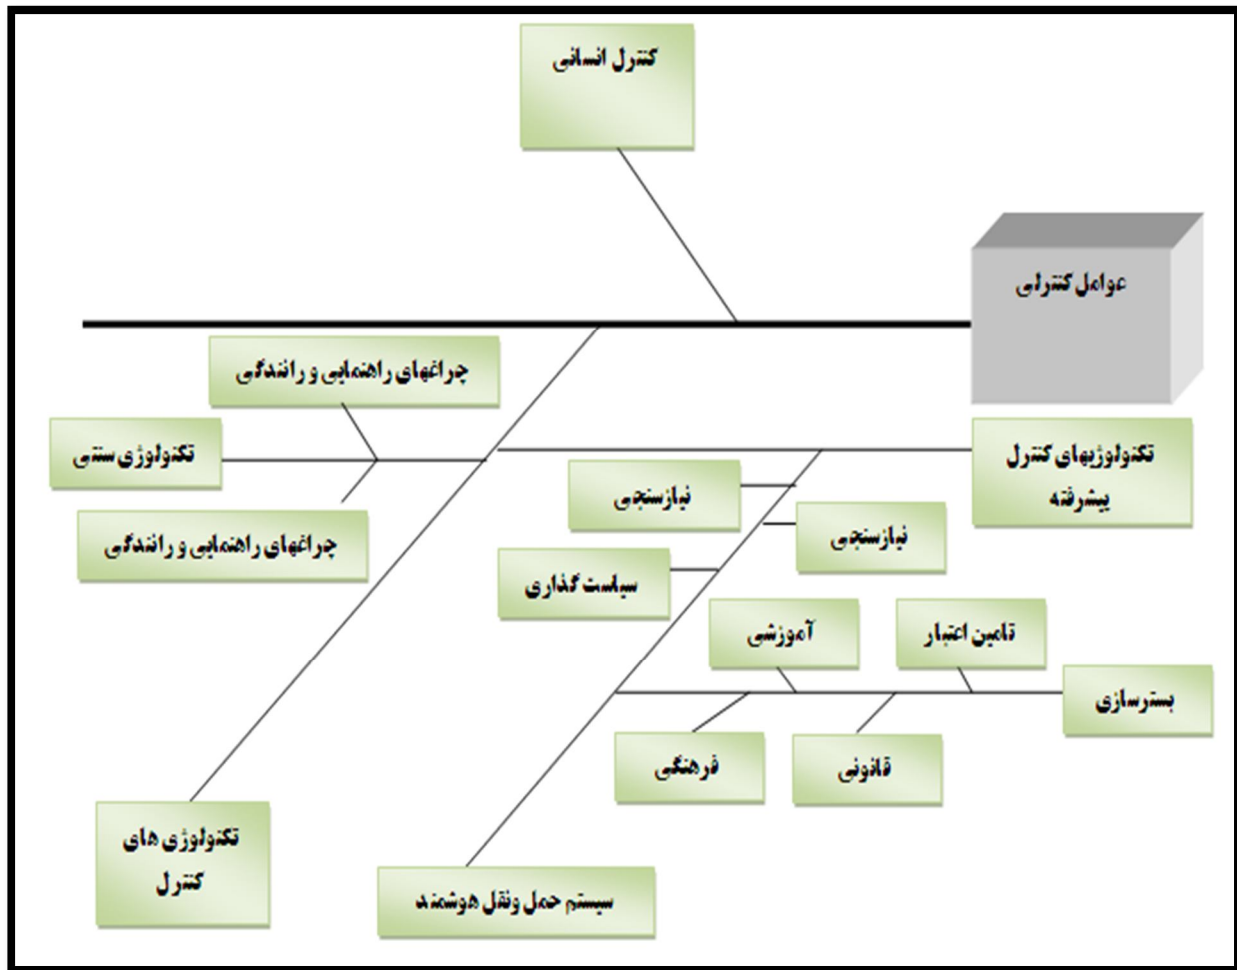 کنترل انسانی
عوامل کنترلی
چراغهای راهنمایی و رانندگی
تکنولوژی سنتی
تکنولوژیهای کنترل
پیشرفته
نیازسنجی
نیازسنجی
چراغهای راهنمایی و رانندگی
سیاست گذاری
آموزشی
تامین اعتبار
بسترسازی
فرهنگی
قانونی
تکنولوژی های
کنترل
سیستم حمل ونقل هوشمند